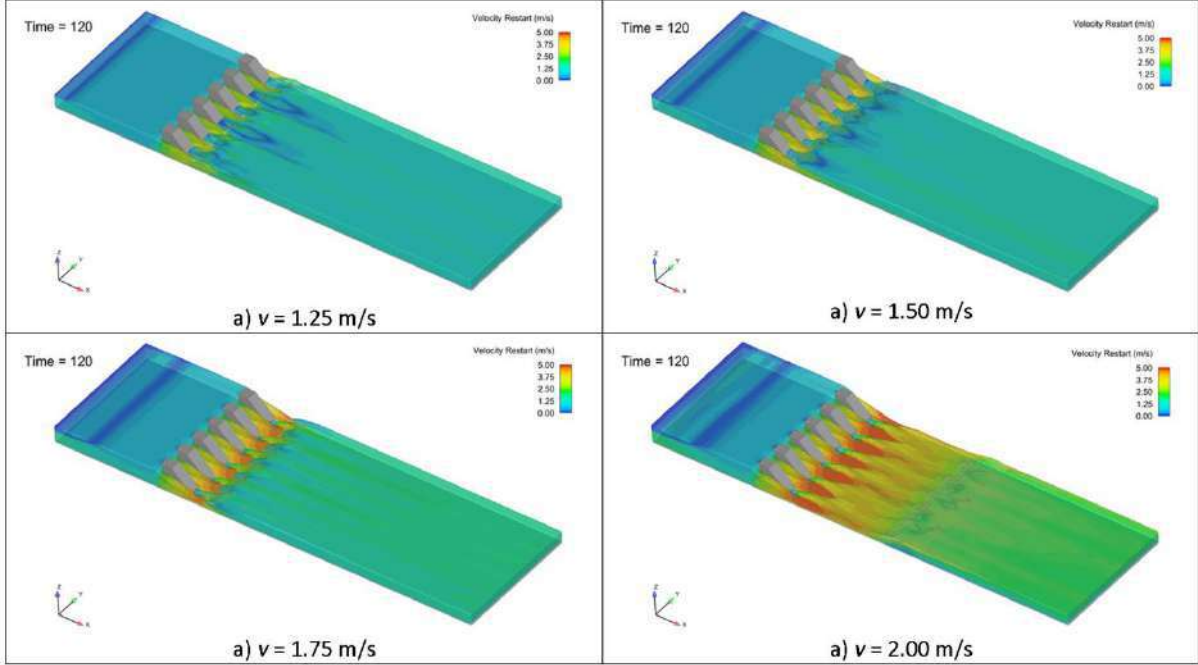 Time = 120
Velocity Restart (m/s)
5.00
3.75
2.50
1.25
0.00
Z
Y
X
a) v = 1.25 m/s
Time = 120
Velocity Restart (m/s)
5.00
3.75
2.50
1.25
0.00
Z
Y
X
a) v = 1.50 m/s
Time = 120
Velocity Restart (m/s)
5.00
3.75
2.50
1.25
0.00
Z
Y
X
a) v = 1.75 m/s
Time = 120
Velocity Restart (m/s)
5.00
3.75
2.50
1.25
0.00
Z
Y
X
a) v = 2.00 m/s